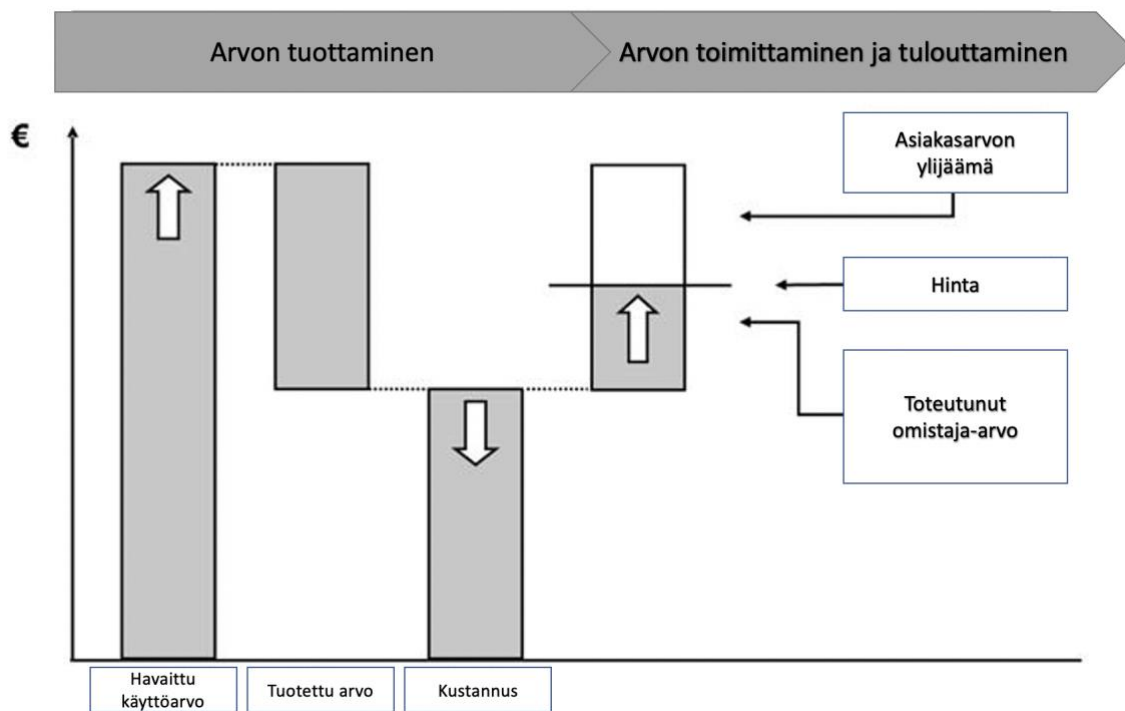 Arvon tuottaminen
Arvon toimittaminen ja tulouttaminen
€
Asiakasarvon
ylijäämä
Hinta
Toteutunut
omistaja-arvo
Havaittu
käyttöarvo
Tuotettu arvo
Kustannus